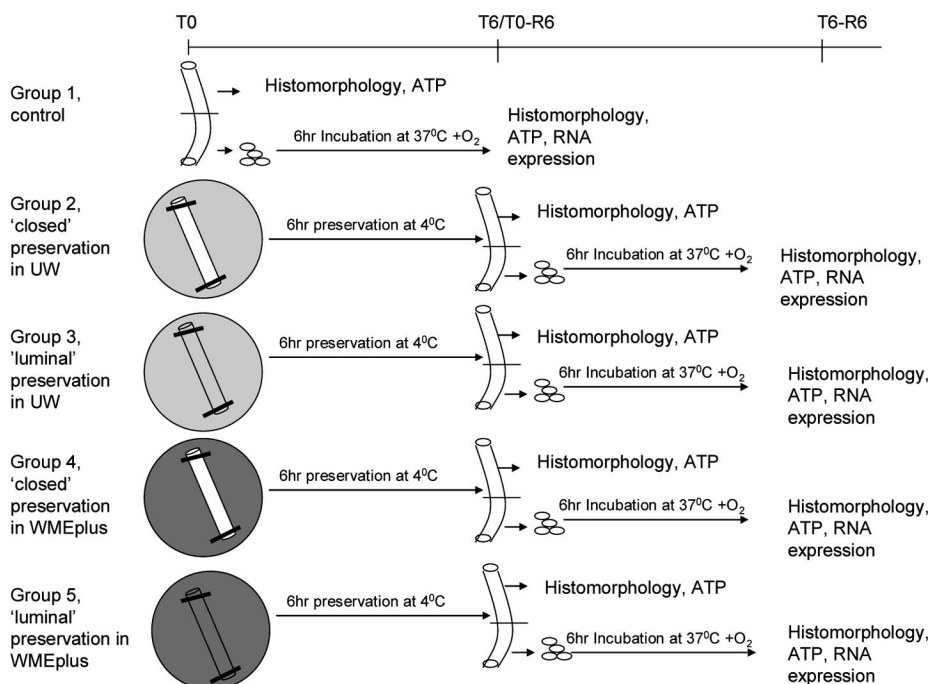 T0
T6/T0-R6
T6-R6
Group 1,
control
Histomorphology, ATP
6hr Incubation at 37⁰C +O₂
Histomorphology,
ATP, RNA
expression
Group 2,
‘closed’
preservation
in UW
6hr preservation at 4⁰C
Histomorphology, ATP
6hr Incubation at 37⁰C +O₂
Histomorphology,
ATP, RNA
expression
Group 3,
’luminal’
preservation
in UW
6hr preservation at 4⁰C
Histomorphology, ATP
6hr Incubation at 37⁰C +O₂
Histomorphology,
ATP, RNA
expression
Group 4,
‘closed’
preservation
in WMEplus
6hr preservation at 4⁰C
Histomorphology, ATP
6hr Incubation at 37⁰C +O₂
Histomorphology,
ATP, RNA
expression
Group 5,
‘luminal’
preservation in
WMEplus
6hr preservation at 4⁰C
Histomorphology, ATP
6hr Incubation at 37⁰C +O₂
Histomorphology,
ATP, RNA
expression